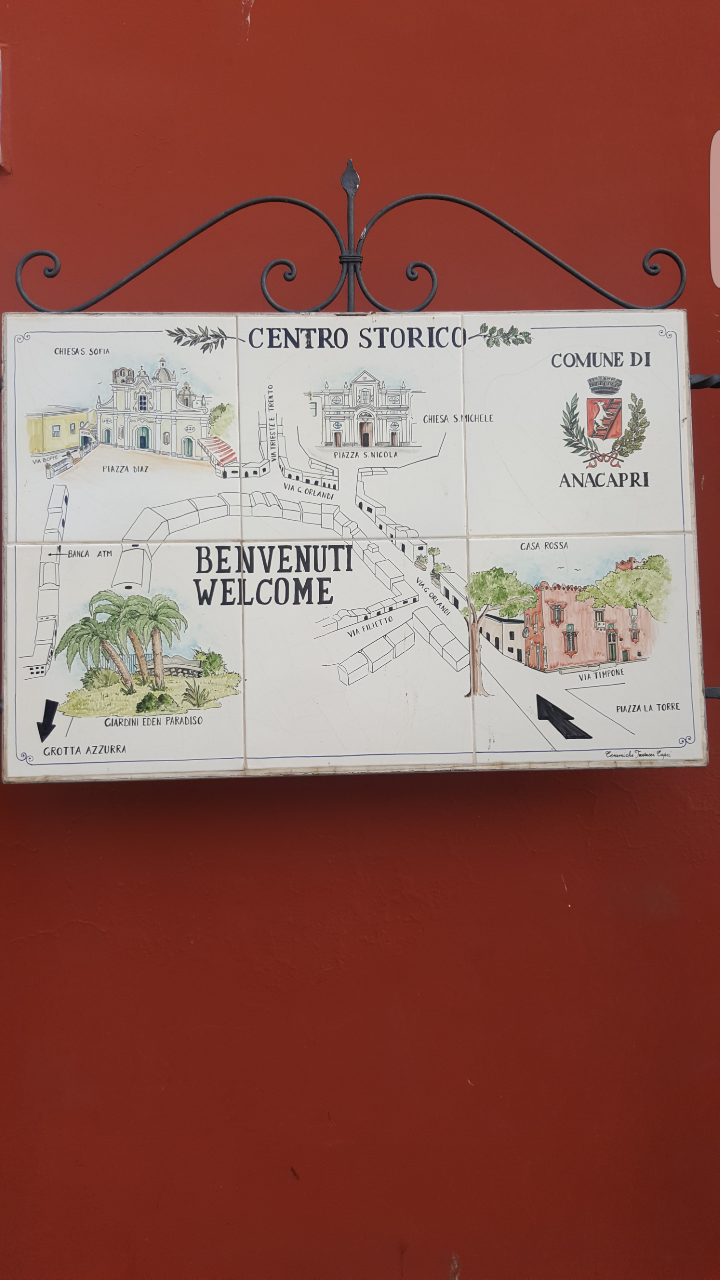 CENTRO STORICO
CHIESA S. SOFIA
COMUNE DI
ANACAPRI
VIA TRIESTE E TRENTO
CHIESA S. MICHELE
PIAZZA S. NICOLA
PIAZZA DIAZ
VIA G. ORLANDI
BANCA ATM
BENVENUTI
WELCOME
CASA ROSSA
VIA G. ORLANDI
VIA FILIETTO
VIA TIMPONE
PIAZZA LA TORRE
GIARDINI EDEN PARADISO
GROTTA AZZURRA